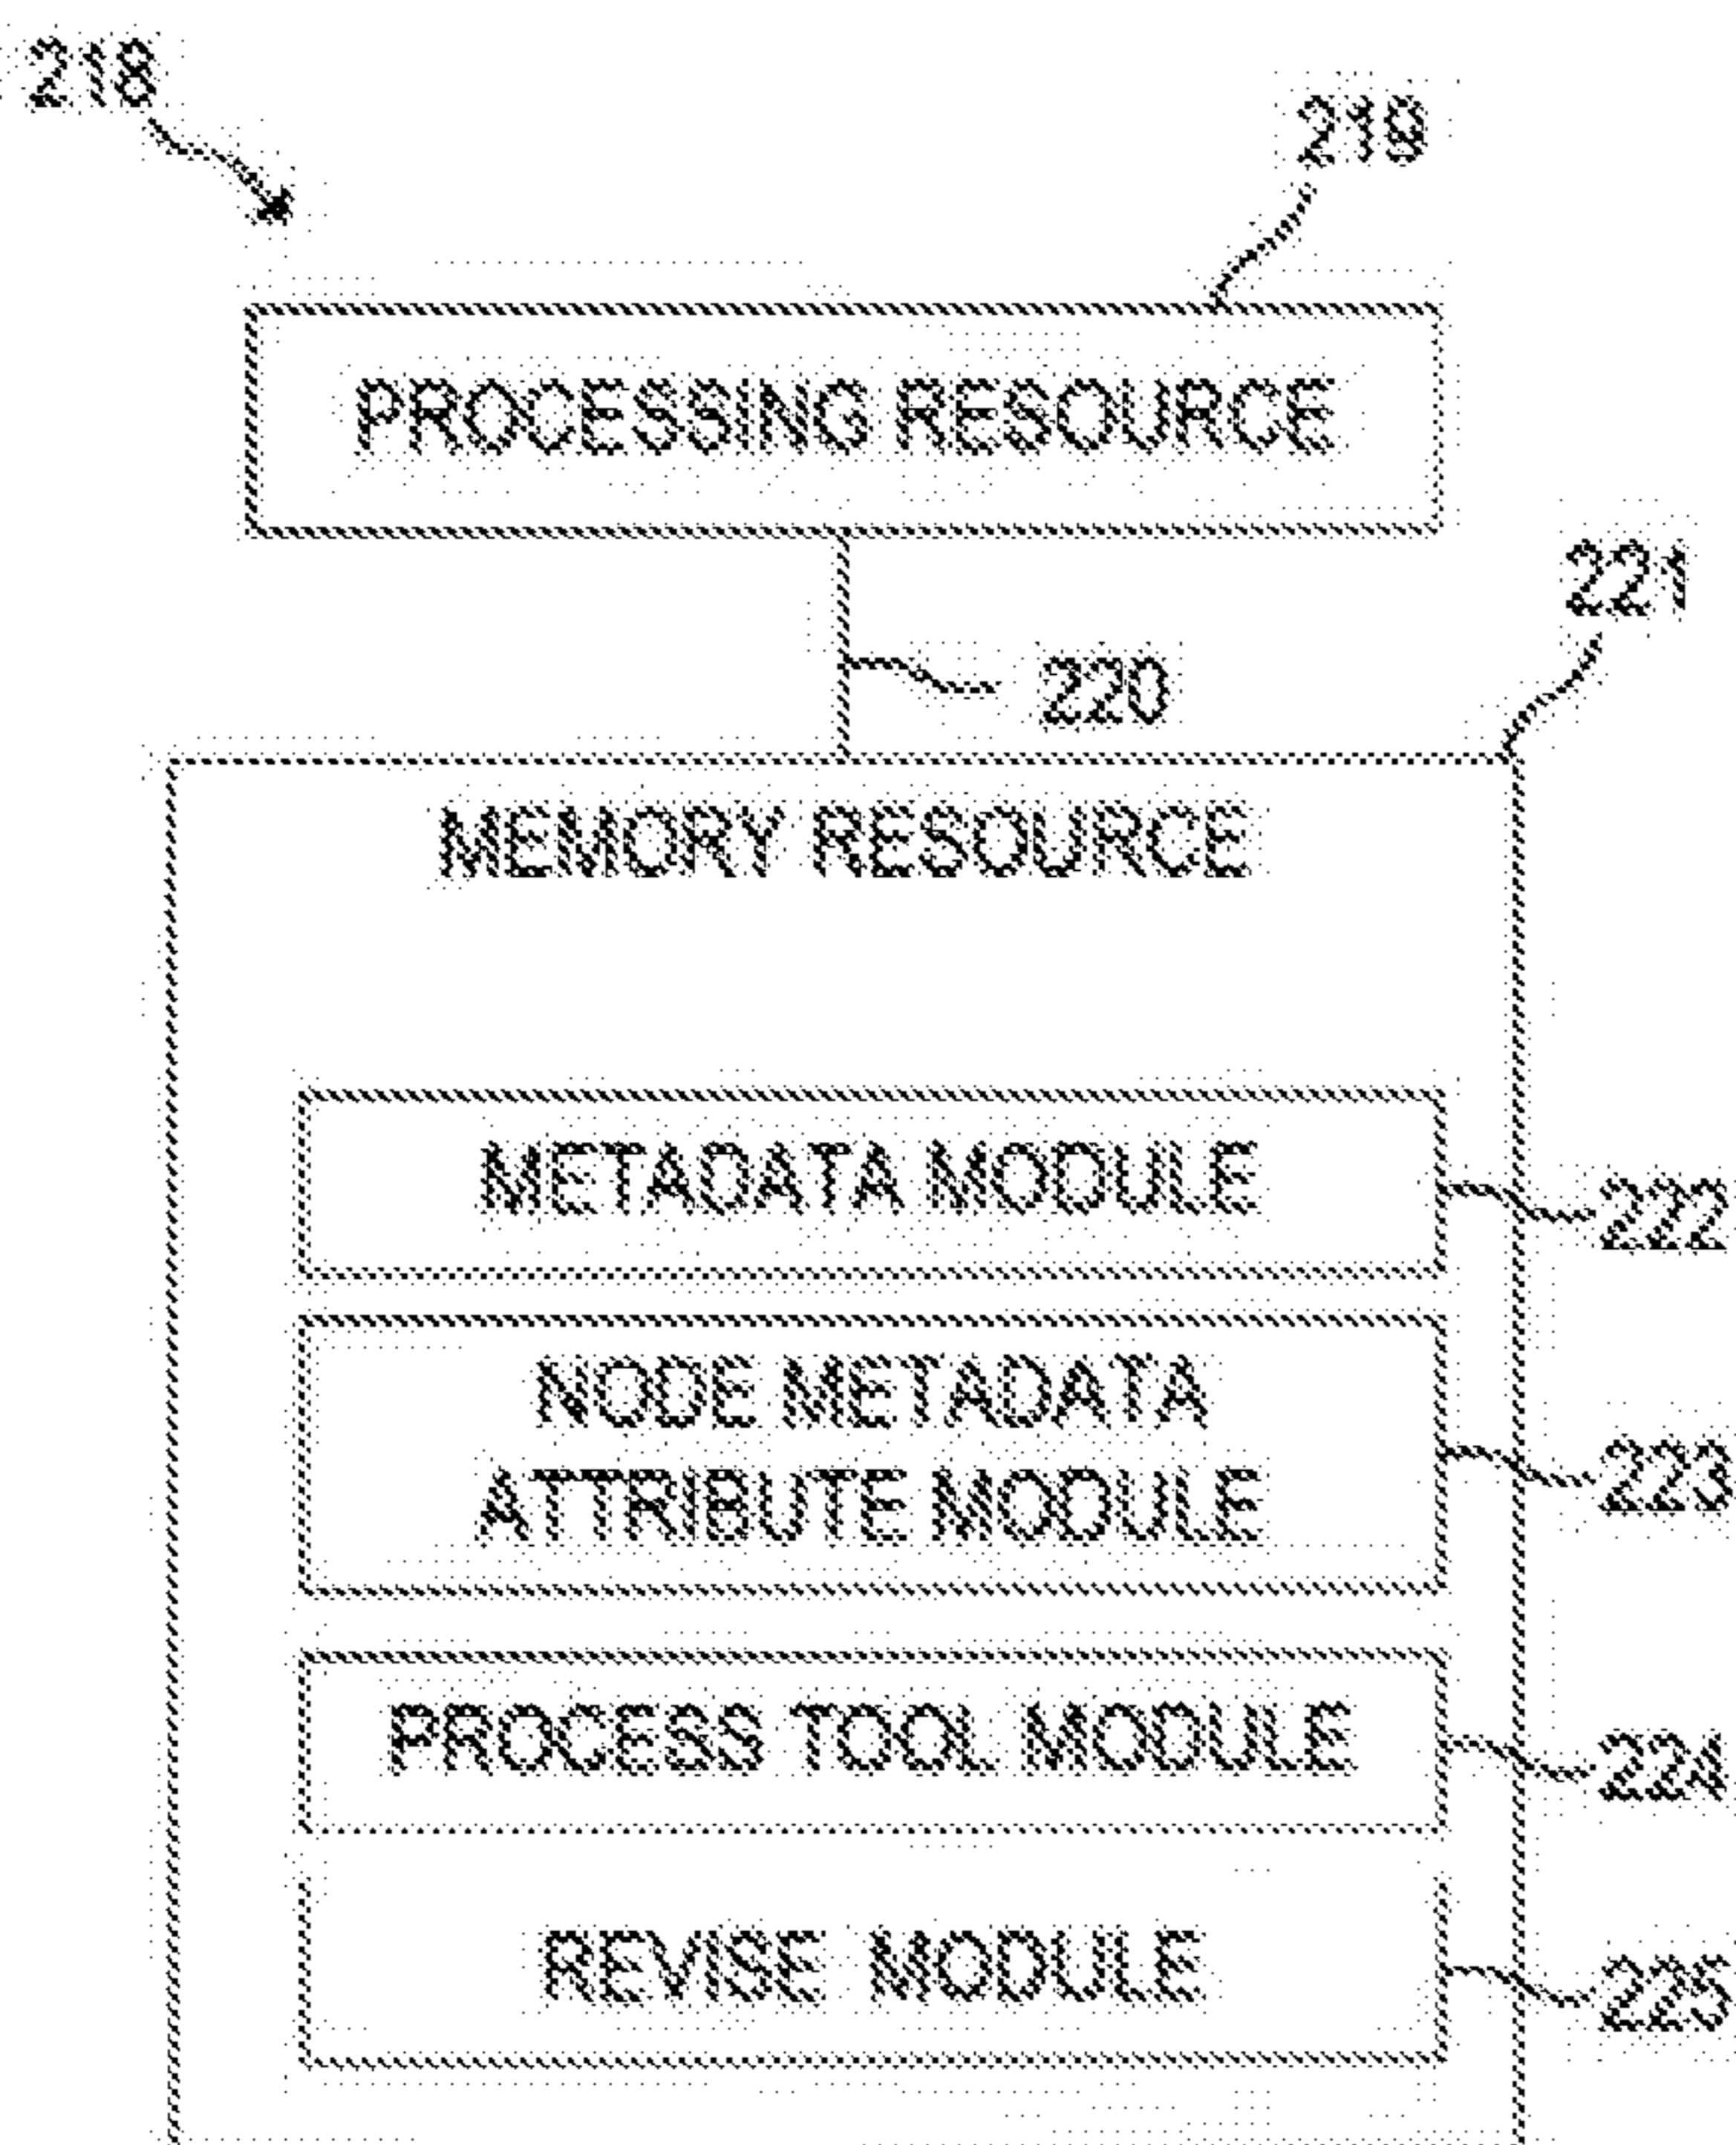 218
219
PROCESSING RESOURCE
221
220
MEMORY RESOURCE
METADATA MODULE
222
NODE METADATA
ATTRIBUTE MODULE
223
PROCESS TOOL MODULE
224
REVISE MODULE
225